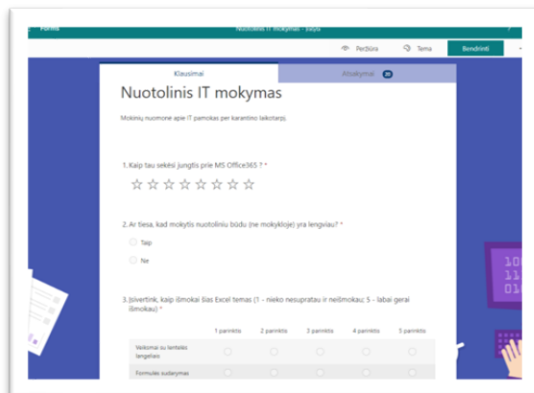 Forms
Nuotolinis IT mokymas - Įrašyta
?
Peržiūra
Tema
Bendrinti
Klausimai
Atsakymai
Nuotolinis IT mokymas
Mokinių nuomonė apie IT pamokas per karantino laikotarpį.
1. Kaip tau sekėsi jungtis prie MS Office365 ? *
2. Ar tiesa, kad mokytis nuotoliniu būdu (ne mokykloje) yra lengviau? *
Taip
Ne
3. Įsivertink, kaip išmokai šias Excel temas (1 - nieko nesupratau ir neišmokau; 5 - labai gerai
išmokau) *
1 parinktis
2 parinktis
3 parinktis
4 parinktis
5 parinktis
Veiksmai su lentelės
langeliais
Formulės sudarymas